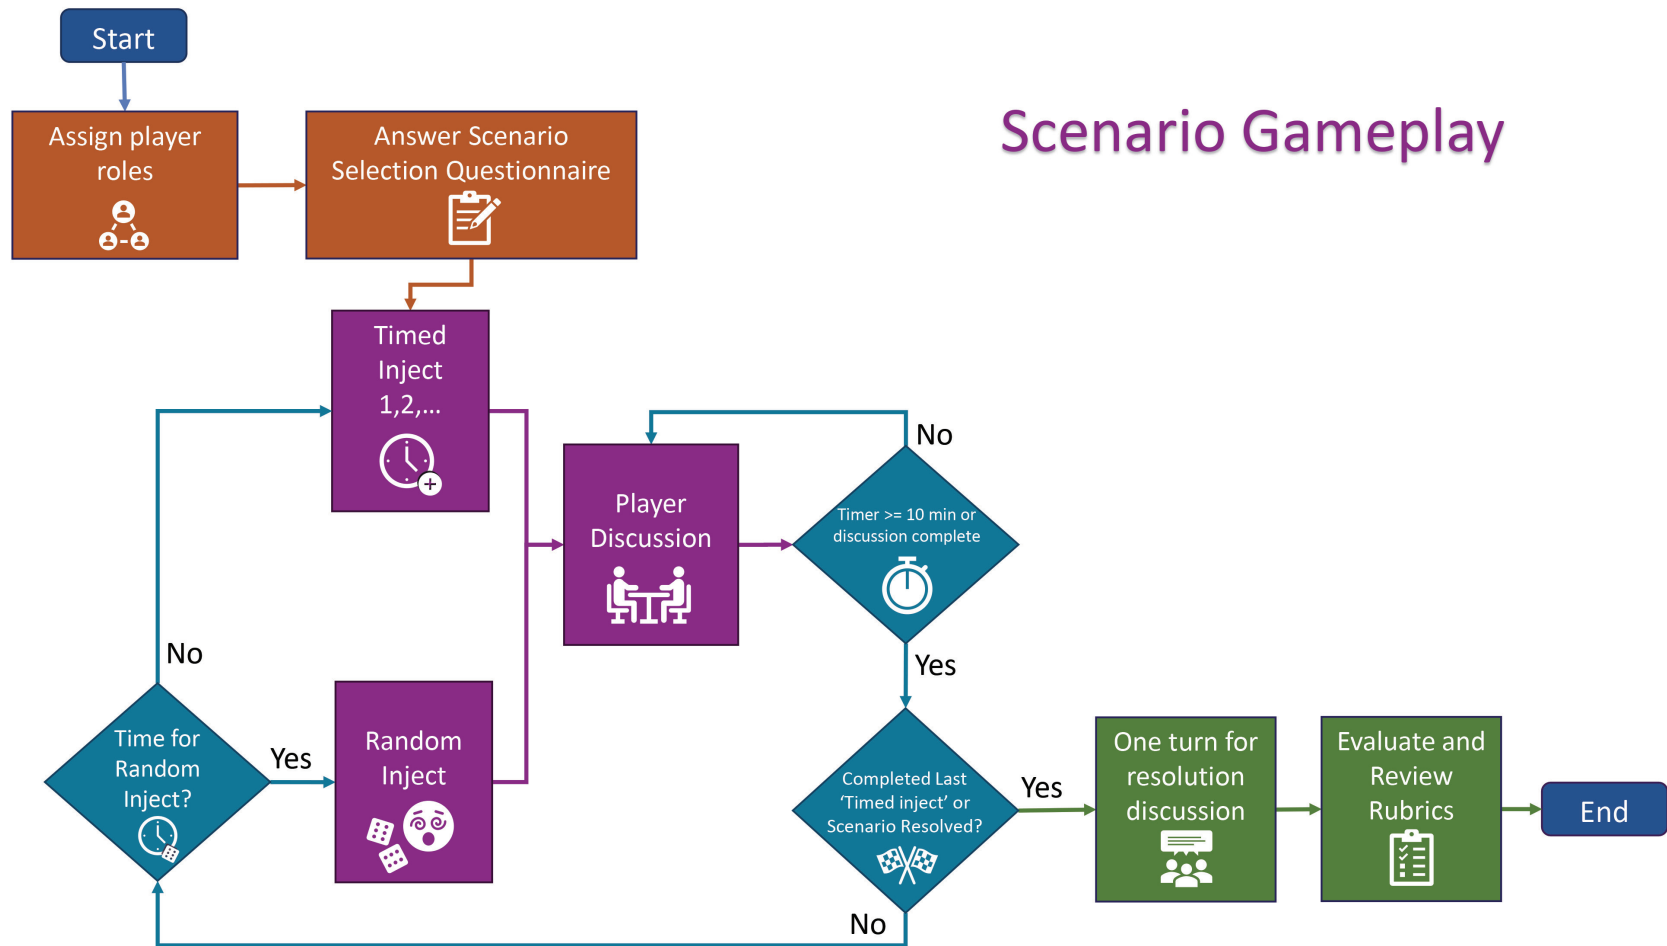 Start
Scenario Gameplay
Assign player
roles
Answer Scenario
Selection Questionnaire
Timed
Inject
1,2,...
No
Player
Discussion
Timer >= 10 min or
discussion complete
No
Yes
Time for
Random
Inject?
Yes
Random
Inject
Completed Last
‘Timed inject’ or
Scenario Resolved?
Yes
No
One turn for
resolution
discussion
Evaluate and
Review
Rubrics
End